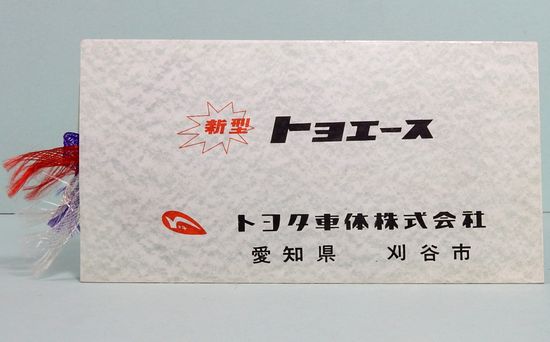 新型 トヨエース
トヨタ車体株式会社
愛知県 刈谷市